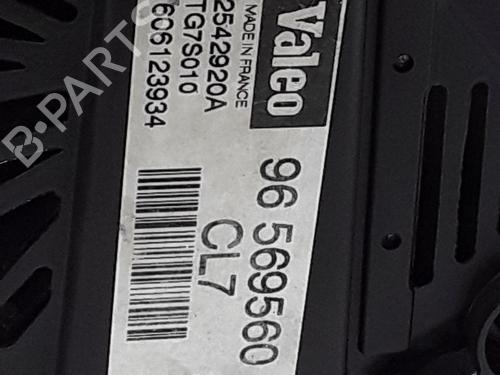 Valeo
MADE IN FRANCE
2542920A
TG7S010
606123934
96 569560
CL7
B-PARTS